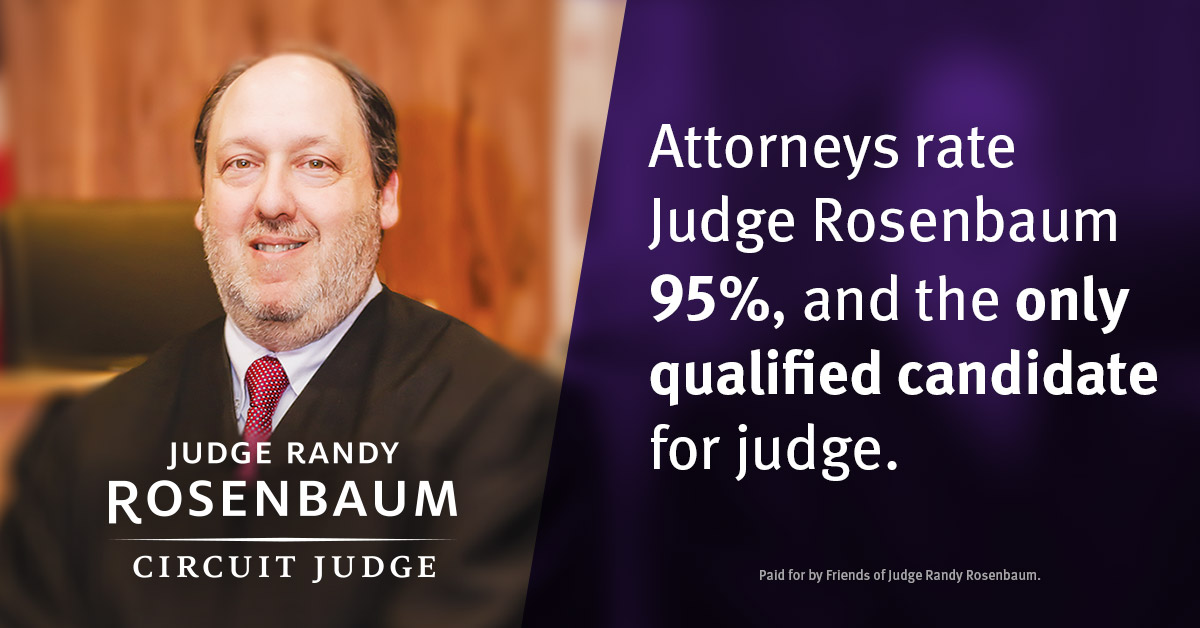 JUDGE RANDY
ROSENBAUM
CIRCUIT JUDGE
Attorneys rate
Judge Rosenbaum
95%, and the only
qualified candidate
for judge.
Paid for by Friends of Judge Randy Rosenbaum.